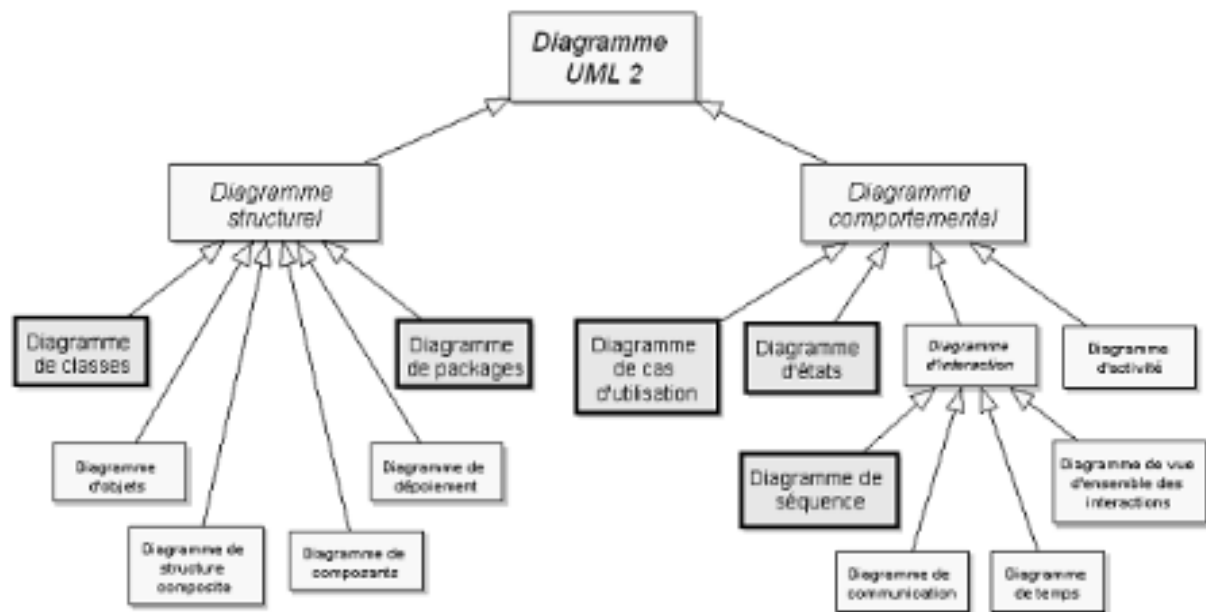 Diagramme
UML 2
Diagramme
structurel
Diagramme
comportemental
Diagramme
de classes
Diagramme
de packages
Diagramme
de cas
d'utilisation
Diagramme
d'états
Diagramme
d'interaction
Diagramme
d'activité
Diagramme
d'objets
Diagramme de
dépoiement
Diagramme de
séquence
Diagramme de vue
d'ensemble des
interactions
Diagramme de
structure
composite
Diagramme de
composants
Diagramme de
communication
Diagramme
de temps